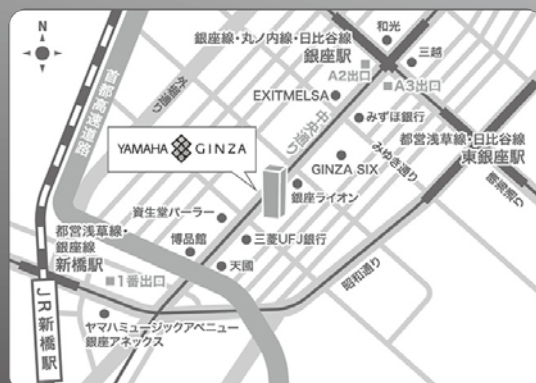 N
和光
銀座線・丸ノ内線・日比谷線
銀座駅
三越
A2出口
A3出口
EXITMELSA
外堀通り
首都高速道路
中央通り
みずほ銀行
都営浅草線・日比谷線
東銀座駅
みゆき通り
晴海通り
YAMAHA GINZA
GINZA SIX
銀座ライオン
資生堂パーラー
都営浅草線・
銀座線
新橋駅
博品館
三菱UFJ銀行
天國
昭和通り
1番出口
JR新橋駅
ヤマハミュージックアベニュー
銀座アネックス